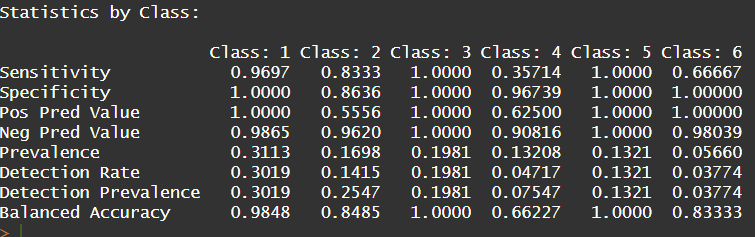 Statistics by Class:
Class: 1 Class: 2 Class: 3 Class: 4 Class: 5 Class: 6
Sensitivity 0.9697 0.8333 1.0000 0.35714 1.0000 0.66667
Specificity 1.0000 0.8636 1.0000 0.96739 1.0000 1.00000
Pos Pred Value 1.0000 0.5556 1.0000 0.62500 1.0000 1.00000
Neg Pred Value 0.9865 0.9620 1.0000 0.90816 1.0000 0.98039
Prevalence 0.3113 0.1698 0.1981 0.13208 0.1321 0.05660
Detection Rate 0.3019 0.1415 0.1981 0.04717 0.1321 0.03774
Detection Prevalence 0.3019 0.2547 0.1981 0.07547 0.1321 0.03774
Balanced Accuracy 0.9848 0.8485 1.0000 0.66227 1.0000 0.83333
>